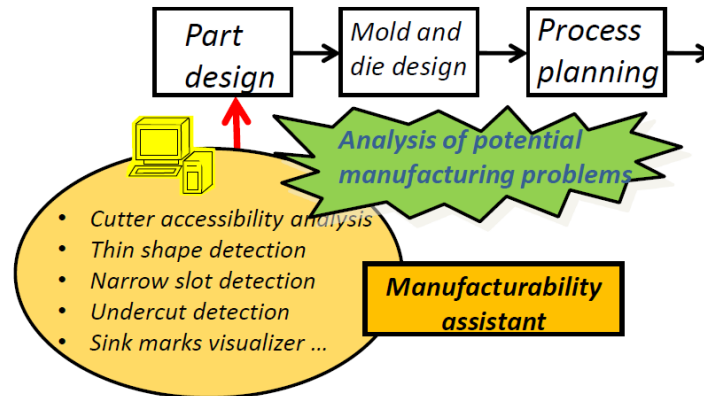 Part
design
Mold and
die design
Process
planning
Analysis of potential
manufacturing problems
• Cutter accessibility analysis
• Thin shape detection
• Narrow slot detection
• Undercut detection
• Sink marks visualizer ...
Manufacturability
assistant